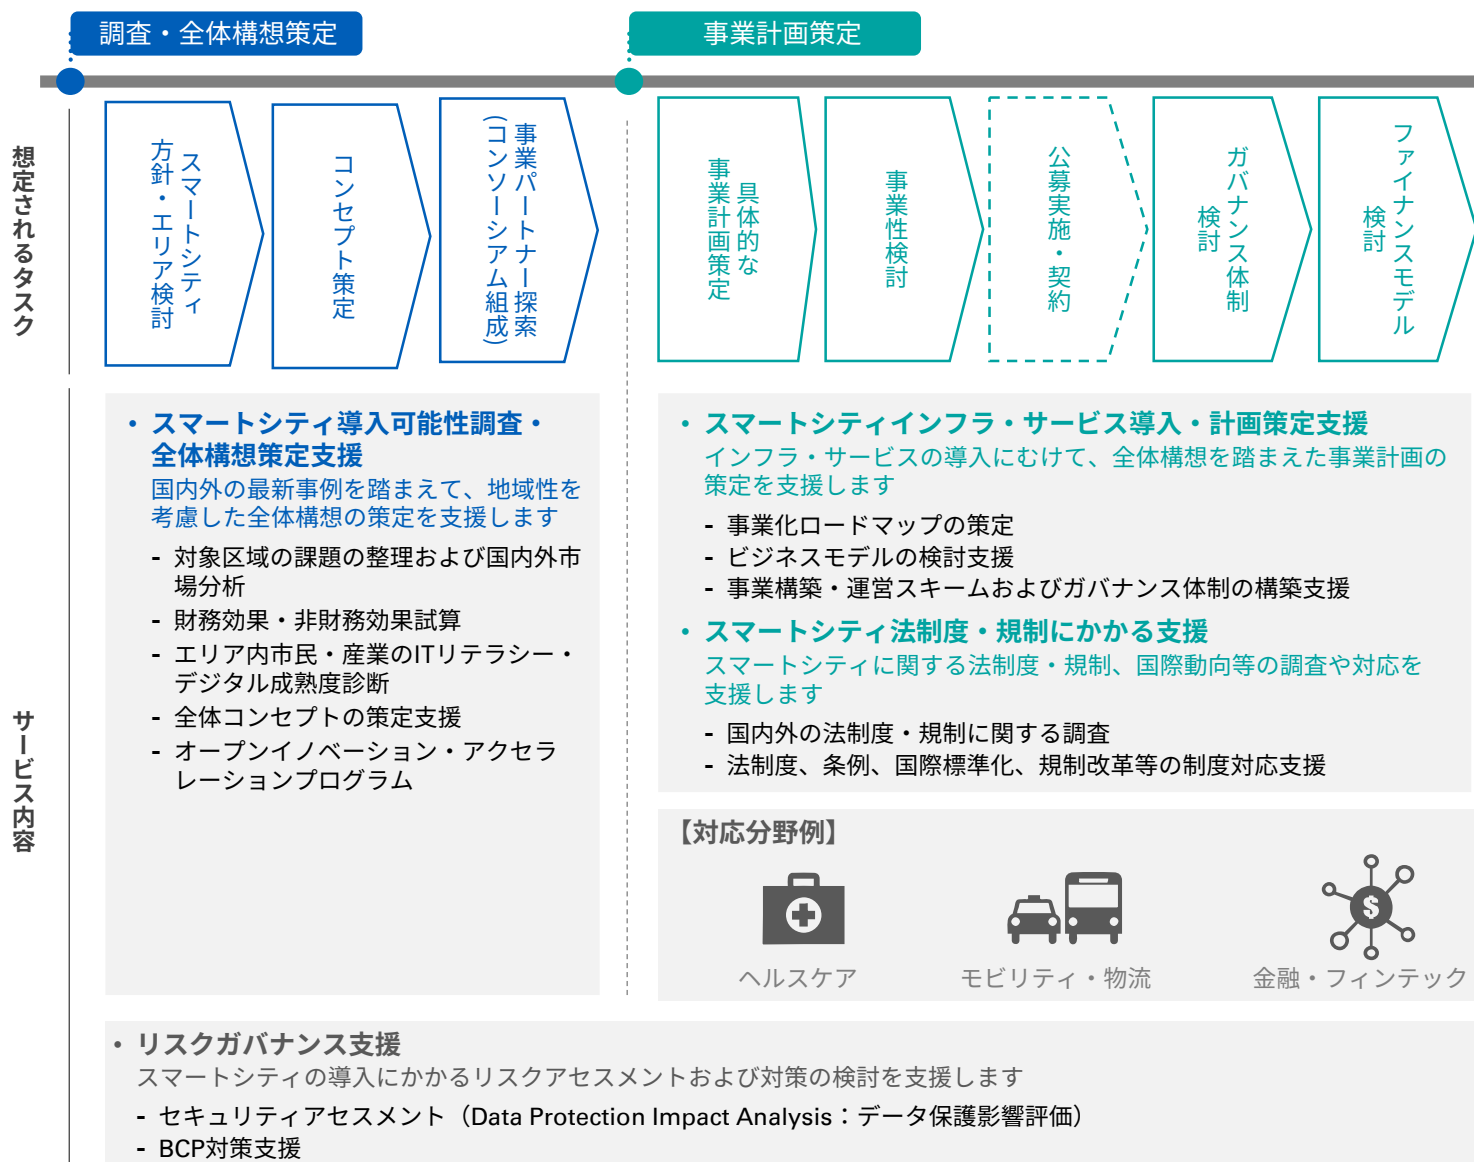 調査・全体構想策定
事業計画策定
想定されるタスク
スマートシティ
方針・エリア検討
コンセプト策定
事業パートナー探索
(コンソーシアム組成)
具体的な
事業計画策定
事業性検討
公募実施・契約
ガバナンス体制
検討
ファイナンスモデル
検討
サービス内容
・スマートシティ導入可能性調査・
全体構想策定支援
国内外の最新事例を踏まえて、地域性を
考慮した全体構想の策定を支援します
- 対象区域の課題の整理および国内外市
場分析
- 財務効果・非財務効果試算
- エリア内市民・産業のITリテラシー・
デジタル成熟度診断
- 全体コンセプトの策定支援
- オープンイノベーション・アクセラ
レーションプログラム
・スマートシティインフラ・サービス導入・計画策定支援
インフラ・サービスの導入にむけて、全体構想を踏まえた事業計画の
策定を支援します
- 事業化ロードマップの策定
- ビジネスモデルの検討支援
- 事業構築・運営スキームおよびガバナンス体制の構築支援
・スマートシティ法制度・規制にかかる支援
スマートシティに関する法制度・規制、国際動向等の調査や対応を
支援します
- 国内外の法制度・規制に関する調査
- 法制度、条例、国際標準化、規制改革等の制度対応支援
【対応分野例】
$
ヘルスケア
モビリティ・物流
金融・フィンテック
・リスクガバナンス支援
スマートシティの導入にかかるリスクアセスメントおよび対策の検討を支援します
- セキュリティアセスメント（Data Protection Impact Analysis：データ保護影響評価）
- BCP対策支援